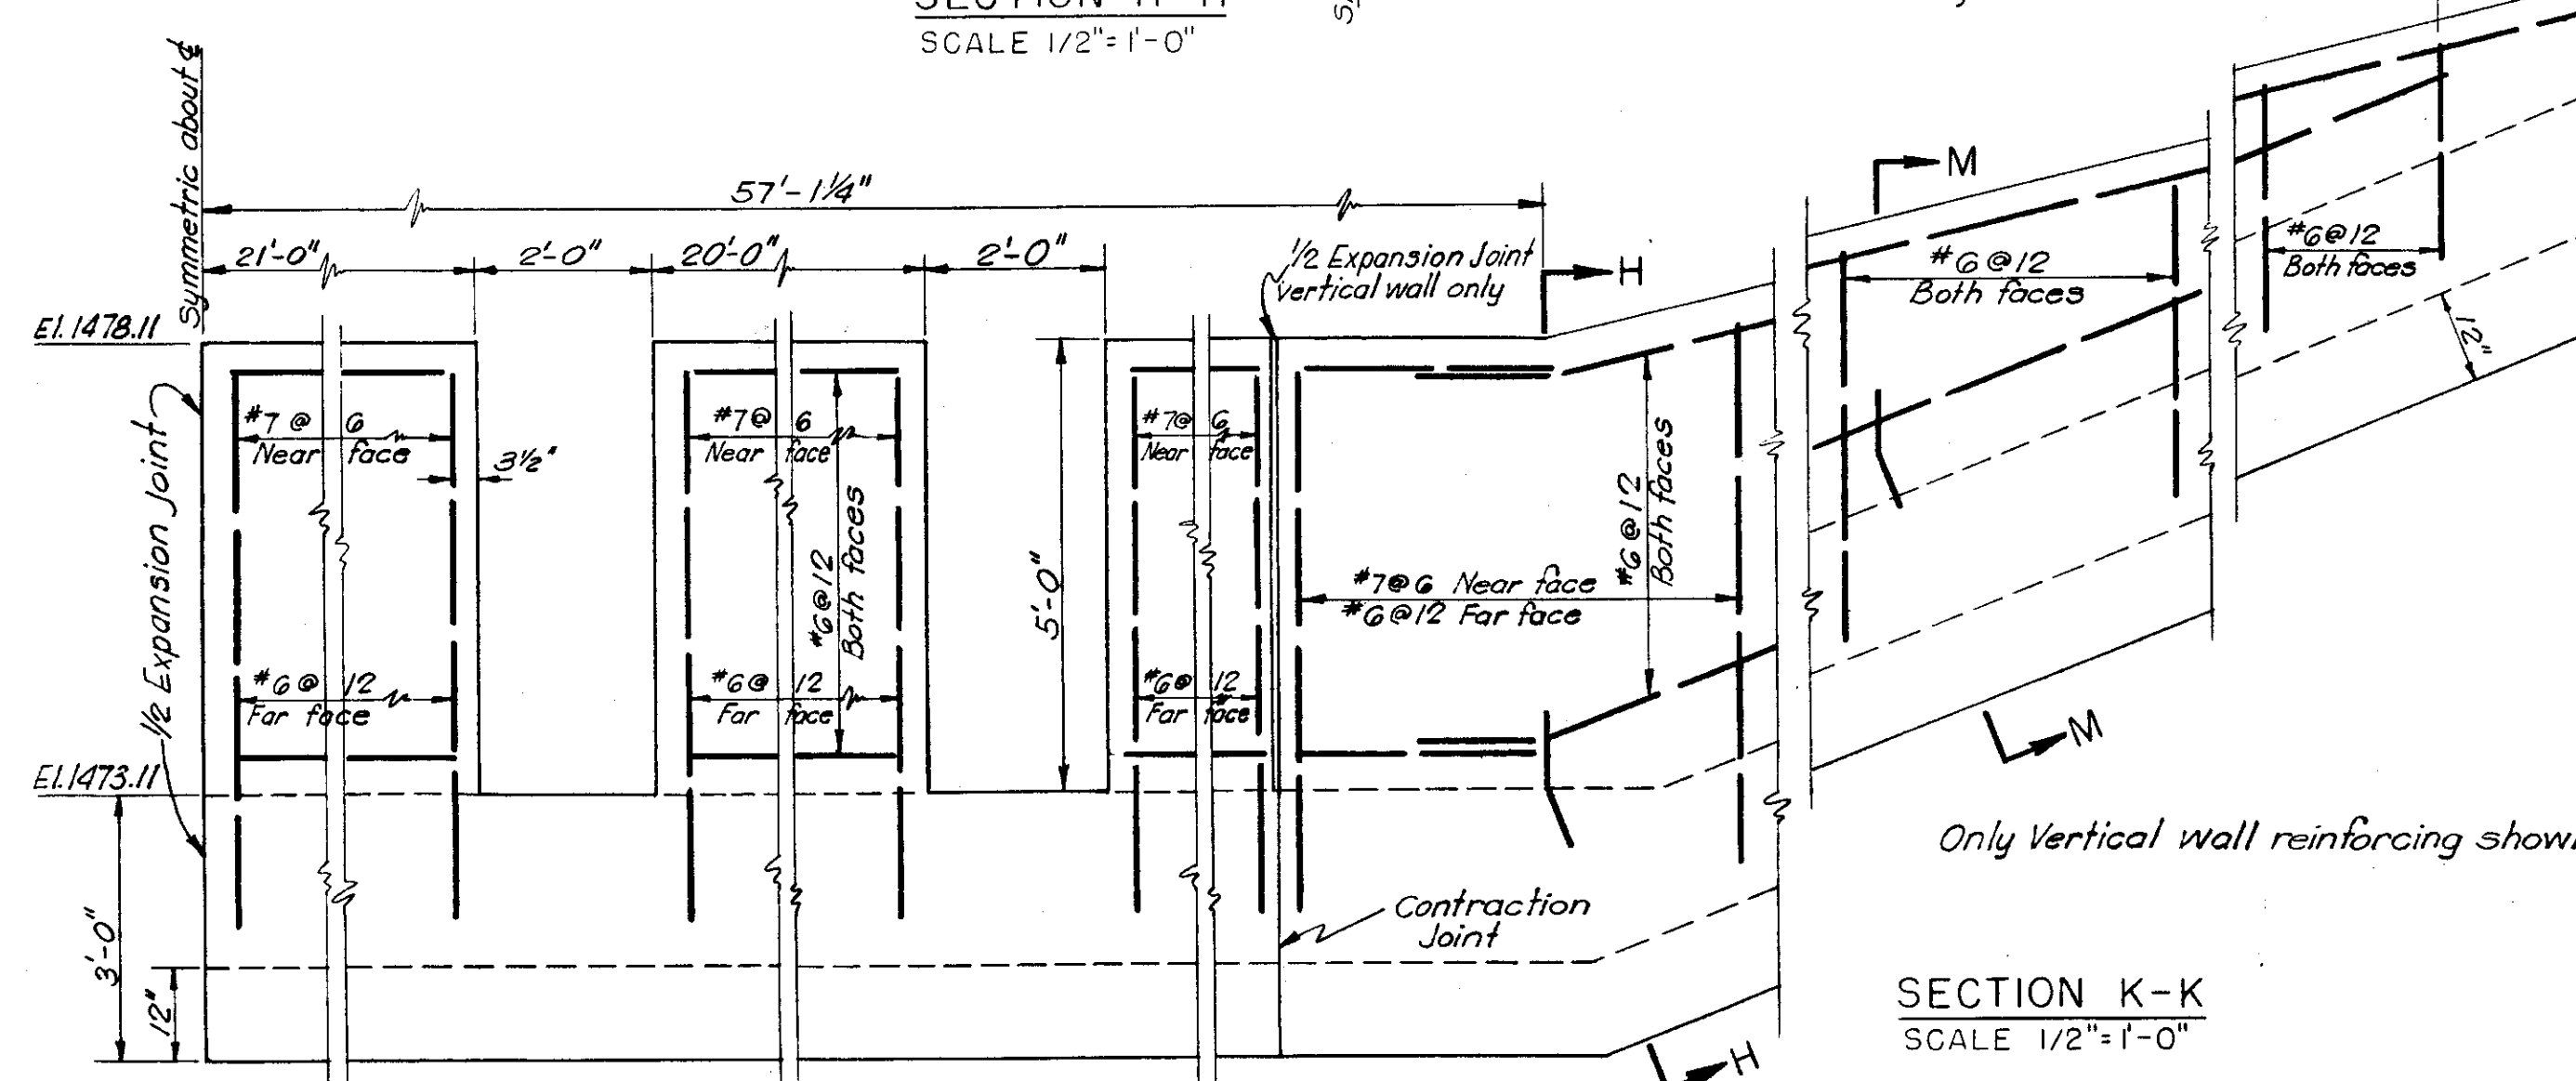 SECTION H-H
SCALE 1/2"=1'-0"
Symmetric about ℄
57'-1¼"
21'-0"
2'-0"
20'-0"
2'-0"
½ Expansion Joint
vertical wall only
H
M
#6@12
Both faces
#6@12
Both faces
12"
El.1478.11
½ Expansion Joint
#7@6
Near face
3½"
#7@6
Near face
#6@12
Both faces
5'-0"
#7@6
Near face
#7@6 Near face
#6@12 Far face
#6@12
Both faces
#6@12
Far face
#6@12
Far face
#6@12
Far face
El.1473.11
M
Only Vertical wall reinforcing shown
3'-0"
12"
Contraction
Joint
SECTION K-K
SCALE 1/2"=1'-0"
H